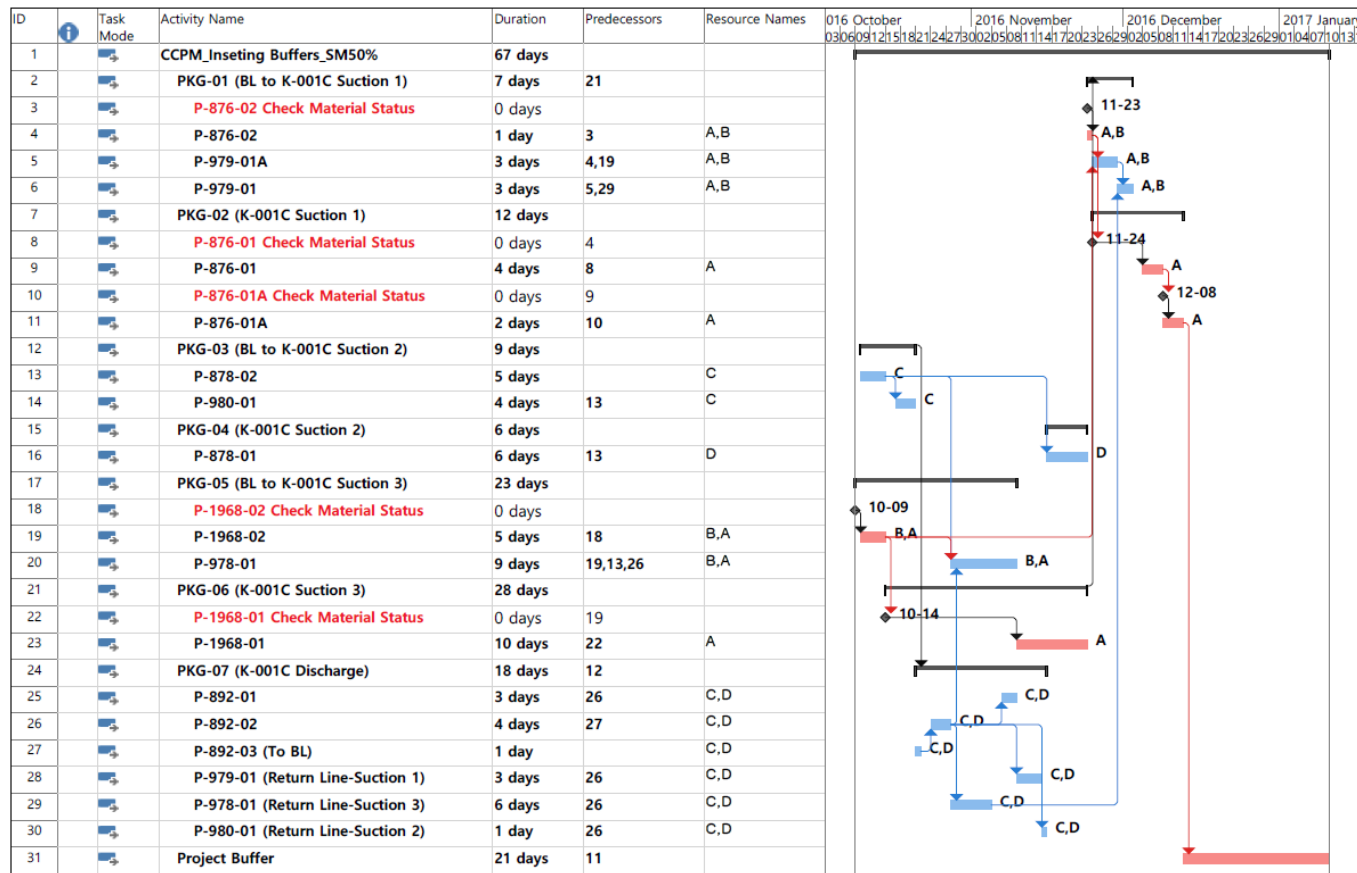 ID Task Mode Activity Name Duration Predecessors Resource Names 016 October 2016 November 2016 December 2017 January
03 06 09 12 15 18 21 24 27 30 02 05 08 11 14 17 20 23 26 29 02 05 08 11 14 17 20 23 26 29 01 04 07 10 13
1 CCPM_Inseting Buffers_SM50% 67 days
2 PKG-01 (BL to K-001C Suction 1) 7 days 21
3 P-876-02 Check Material Status 0 days 11-23
4 P-876-02 1 day 3 A,B A,B
5 P-979-01A 3 days 4,19 A,B A,B
6 P-979-01 3 days 5,29 A,B A,B
7 PKG-02 (K-001C Suction 1) 12 days
8 P-876-01 Check Material Status 0 days 4 11-24
9 P-876-01 4 days 8 A A
10 P-876-01A Check Material Status 0 days 9 12-08
11 P-876-01A 2 days 10 A A
12 PKG-03 (BL to K-001C Suction 2) 9 days
13 P-878-02 5 days C C
14 P-980-01 4 days 13 C C
15 PKG-04 (K-001C Suction 2) 6 days
16 P-878-01 6 days 13 D D
17 PKG-05 (BL to K-001C Suction 3) 23 days
18 P-1968-02 Check Material Status 0 days 10-09
19 P-1968-02 5 days 18 B,A B,A
20 P-978-01 9 days 19,13,26 B,A B,A
21 PKG-06 (K-001C Suction 3) 28 days
22 P-1968-01 Check Material Status 0 days 19 10-14
23 P-1968-01 10 days 22 A A
24 PKG-07 (K-001C Discharge) 18 days 12
25 P-892-01 3 days 26 C,D C,D
26 P-892-02 4 days 27 C,D C,D
27 P-892-03 (To BL) 1 day C,D C,D
28 P-979-01 (Return Line-Suction 1) 3 days 26 C,D C,D
29 P-978-01 (Return Line-Suction 3) 6 days 26 C,D C,D
30 P-980-01 (Return Line-Suction 2) 1 day 26 C,D C,D
31 Project Buffer 21 days 11